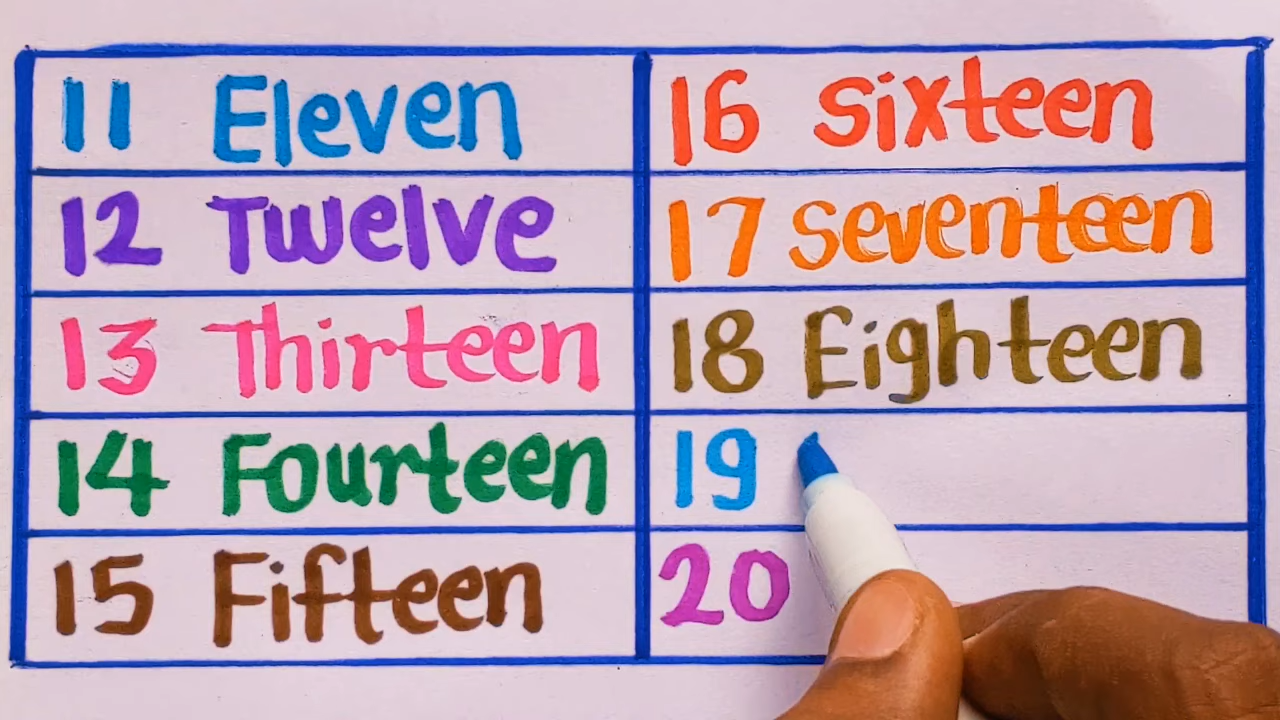 11 Eleven
12 Twelve
13 Thirteen
14 Fourteen
15 Fifteen
16 Sixteen
17 Seventeen
18 Eighteen
19
20